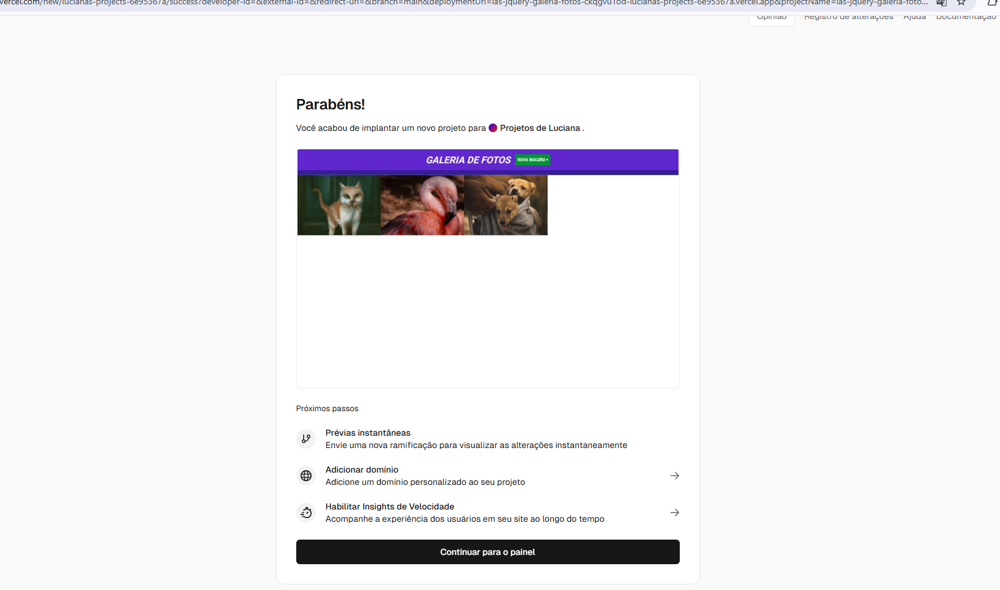 vercel.com/new/lucianas-projects-6e95367a/success?developer-id=&external-id=&redirect-url=&branch=main&deploymentUrl=las-jquery-galeria-fotos-ckqgvu1od-lucianas-projects-6e95367a.vercel.app&projectName=las-jquery-galeria-foto...
Opinião Registro de alterações Ajuda Documentação
Parabéns!
Você acabou de implantar um novo projeto para Projetos de Luciana .
GALERIA DE FOTOS NOVA IMAGEM +
Próximos passos
Prévias instantâneas
Envie uma nova ramificação para visualizar as alterações instantaneamente
Adicionar domínio
Adicione um domínio personalizado ao seu projeto
Habilitar Insights de Velocidade
Acompanhe a experiência dos usuários em seu site ao longo do tempo
Continuar para o painel